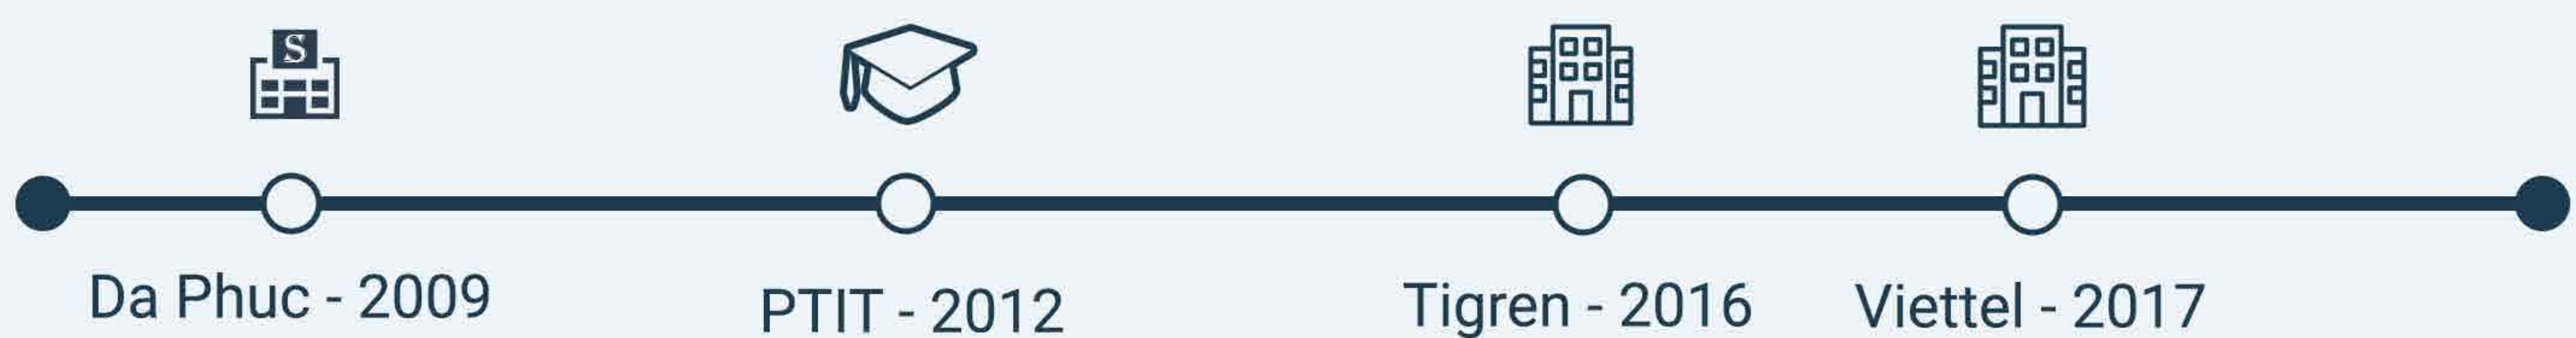 S
Da Phuc - 2009
PTIT - 2012
Tigren - 2016
Viettel - 2017